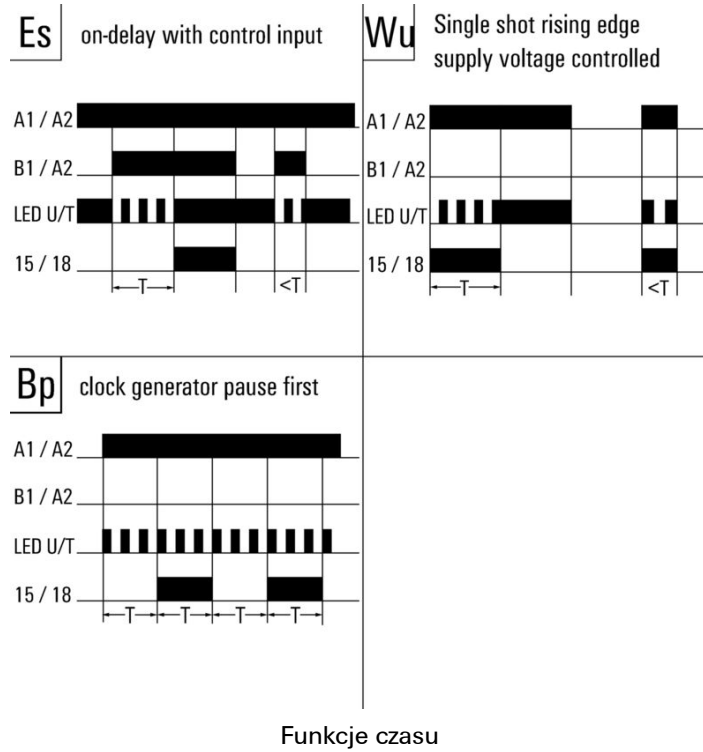 Es on-delay with control input
A1 / A2
B1 / A2
LED U/T
15 / 18
T <T
Wu Single shot rising edge
supply voltage controlled
A1 / A2
B1 / A2
LED U/T
15 / 18
T <T
Bp clock generator pause first
A1 / A2
B1 / A2
LED U/T
15 / 18
T T T T
Funkcje czasu